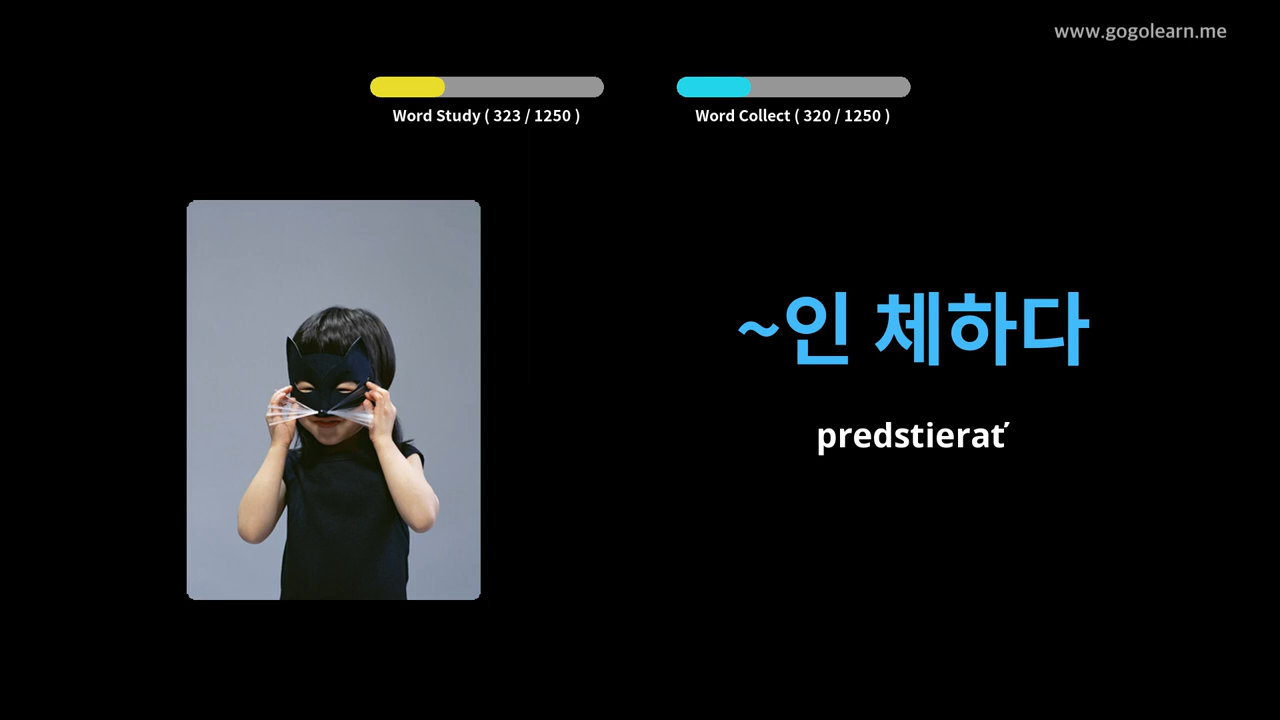 www.gogolearn.me
Word Study ( 323 / 1250 )
Word Collect ( 320 / 1250 )
~인 체하다
predstierať